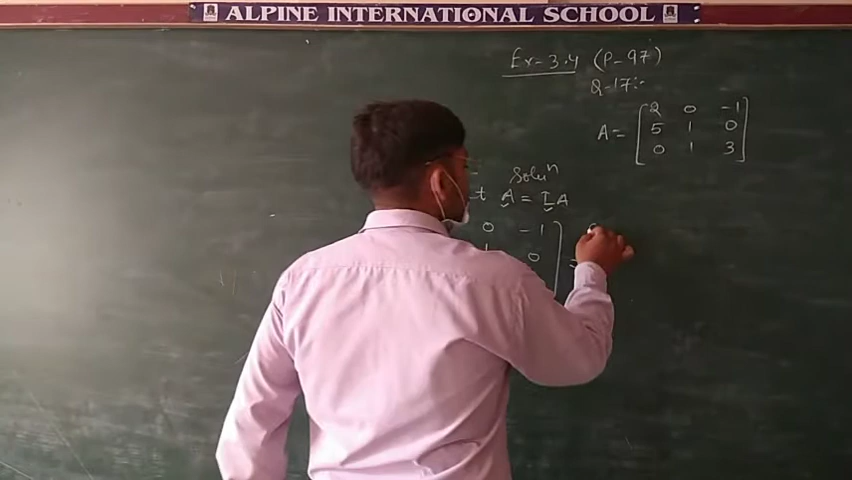 ALPINE INTERNATIONAL SCHOOL
Ex-3.4 (P-97)
Q-17:-
A= [2 0 -1
5 1 0
0 1 3]
Soluⁿ
t A = IA
0 -1
1 0
=